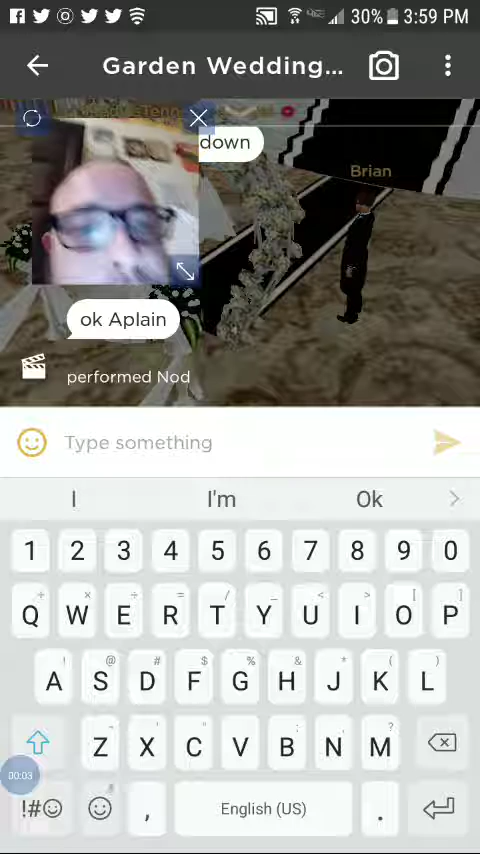 30% 3:59 PM
Garden Wedding...
down
Brian
ok Aplain
performed Nod
Type something
I I'm Ok
1 2 3 4 5 6 7 8 9 0
Q W E R T Y U I O P
A S D F G H J K L
Z X C V B N M
00:03
!#☺ , English (US) .